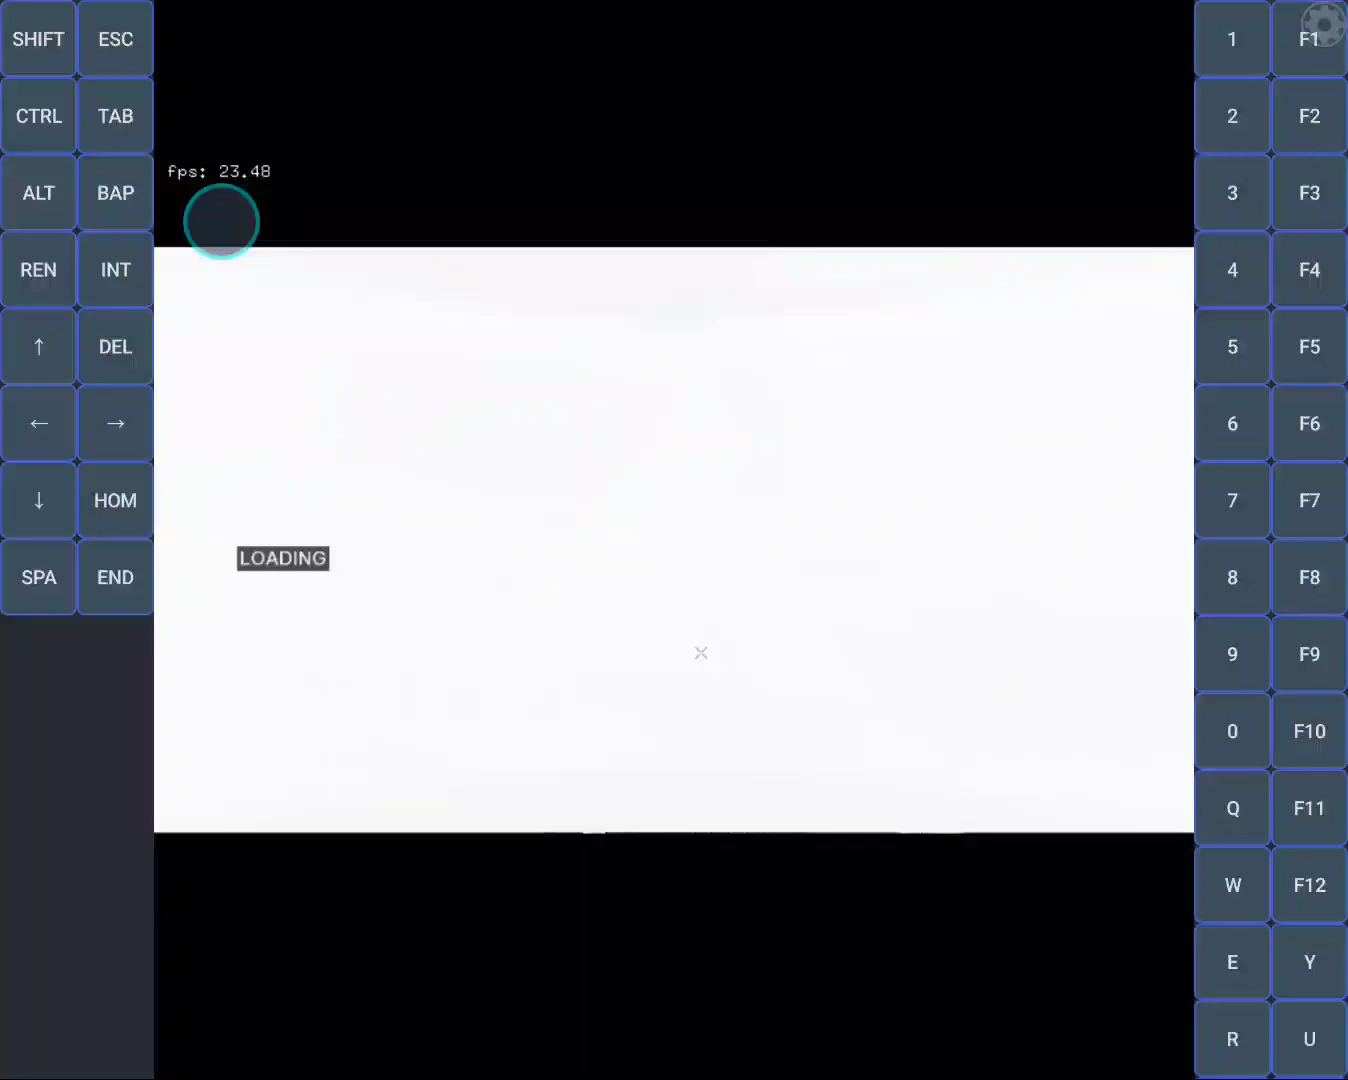 SHIFT ESC
CTRL TAB
ALT BAP
REN INT
↑ DEL
← →
↓ HOM
SPA END
fps: 23.48
LOADING
1 F1
2 F2
3 F3
4 F4
5 F5
6 F6
7 F7
8 F8
9 F9
0 F10
Q F11
W F12
E Y
R U